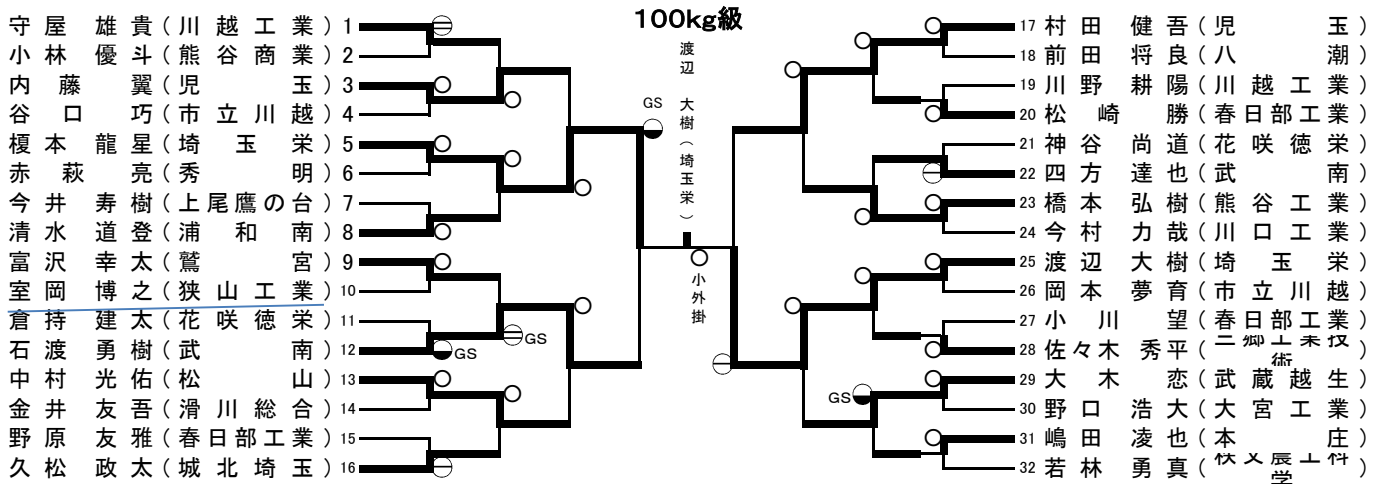 100kg級
守屋 雄貴(川越工業) 1
小林 優斗(熊谷商業) 2
内藤 翼(児玉) 3
谷口 巧(市立川越) 4
榎本 龍星(埼玉栄) 5
赤萩 亮(秀明) 6
今井 寿樹(上尾鷹の台) 7
清水 道登(浦和南) 8
富沢 幸太(鷲宮) 9
室岡 博之(狭山工業) 10
倉持 建太(花咲徳栄) 11
石渡 勇樹(武南) 12
GS
GS
中村 光佑(松山) 13
金井 友吾(滑川総合) 14
野原 友雅(春日部工業) 15
久松 政太(城北埼玉) 16
GS
渡辺 大樹(埼玉栄)
小外掛
GS
17 村田 健吾(児玉)
18 前田 将良(八潮)
19 川野 耕陽(川越工業)
20 松崎 勝(春日部工業)
21 神谷 尚道(花咲徳栄)
22 四方 達也(武南)
23 橋本 弘樹(熊谷工業)
24 今村 力哉(川口工業)
25 渡辺 大樹(埼玉栄)
26 岡本 夢育(市立川越)
27 小川 望(春日部工業)
28 佐々木 秀平(三郷工業技術)
29 大木 恋(武蔵越生)
30 野口 浩大(大宮工業)
31 嶋田 凌也(本庄)
32 若林 勇真(秩父農工科学)